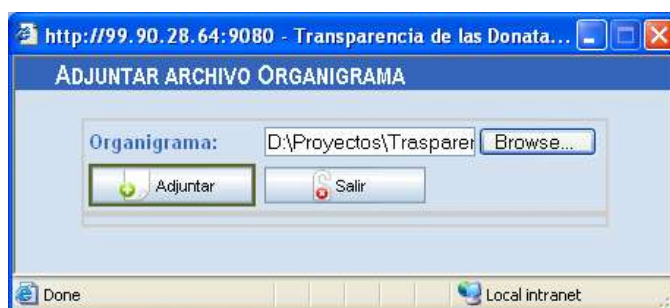 http://99.90.28.64:9080 - Transparencia de las Donata...
ADJUNTAR ARCHIVO ORGANIGRAMA
Organigrama: D:\Proyectos\Trasparer Browse...
Adjuntar Salir
Done Local intranet